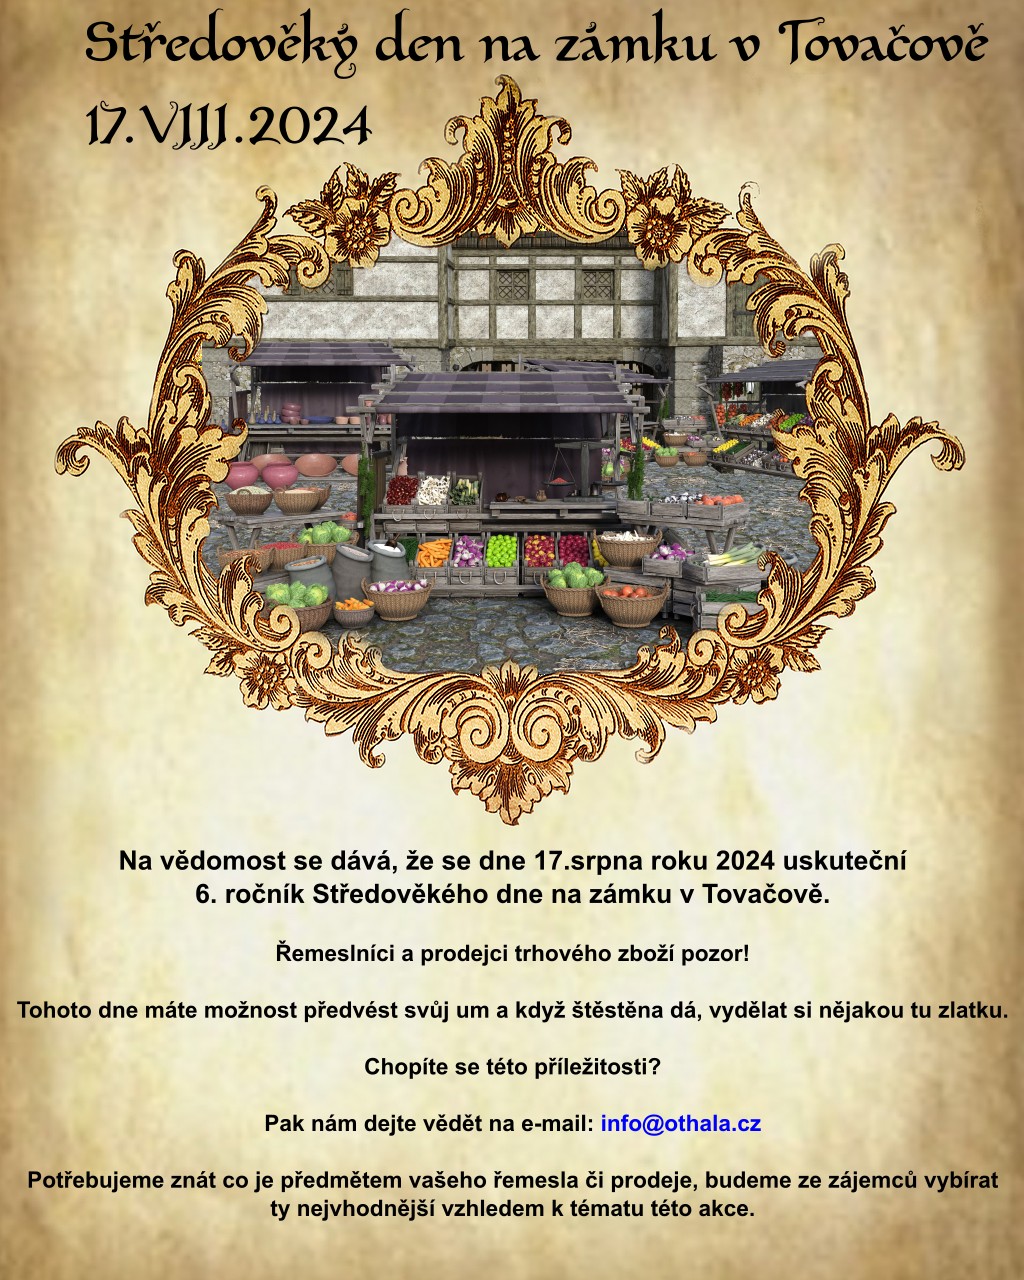 Středověký den na zámku v Tovačově
17.VIII.2024
Na vědomost se dává, že se dne 17.srpna roku 2024 uskuteční
6. ročník Středověkého dne na zámku v Tovačově.
Řemeslníci a prodejci trhového zboží pozor!
Tohoto dne máte možnost předvést svůj um a když štěstěna dá, vydělat si nějakou tu zlatku.
Chopíte se této příležitosti?
Pak nám dejte vědět na e-mail: info@othala.cz
Potřebujeme znát co je předmětem vašeho řemesla či prodeje, budeme ze zájemců vybírat
ty nejvhodnější vzhledem k tématu této akce.